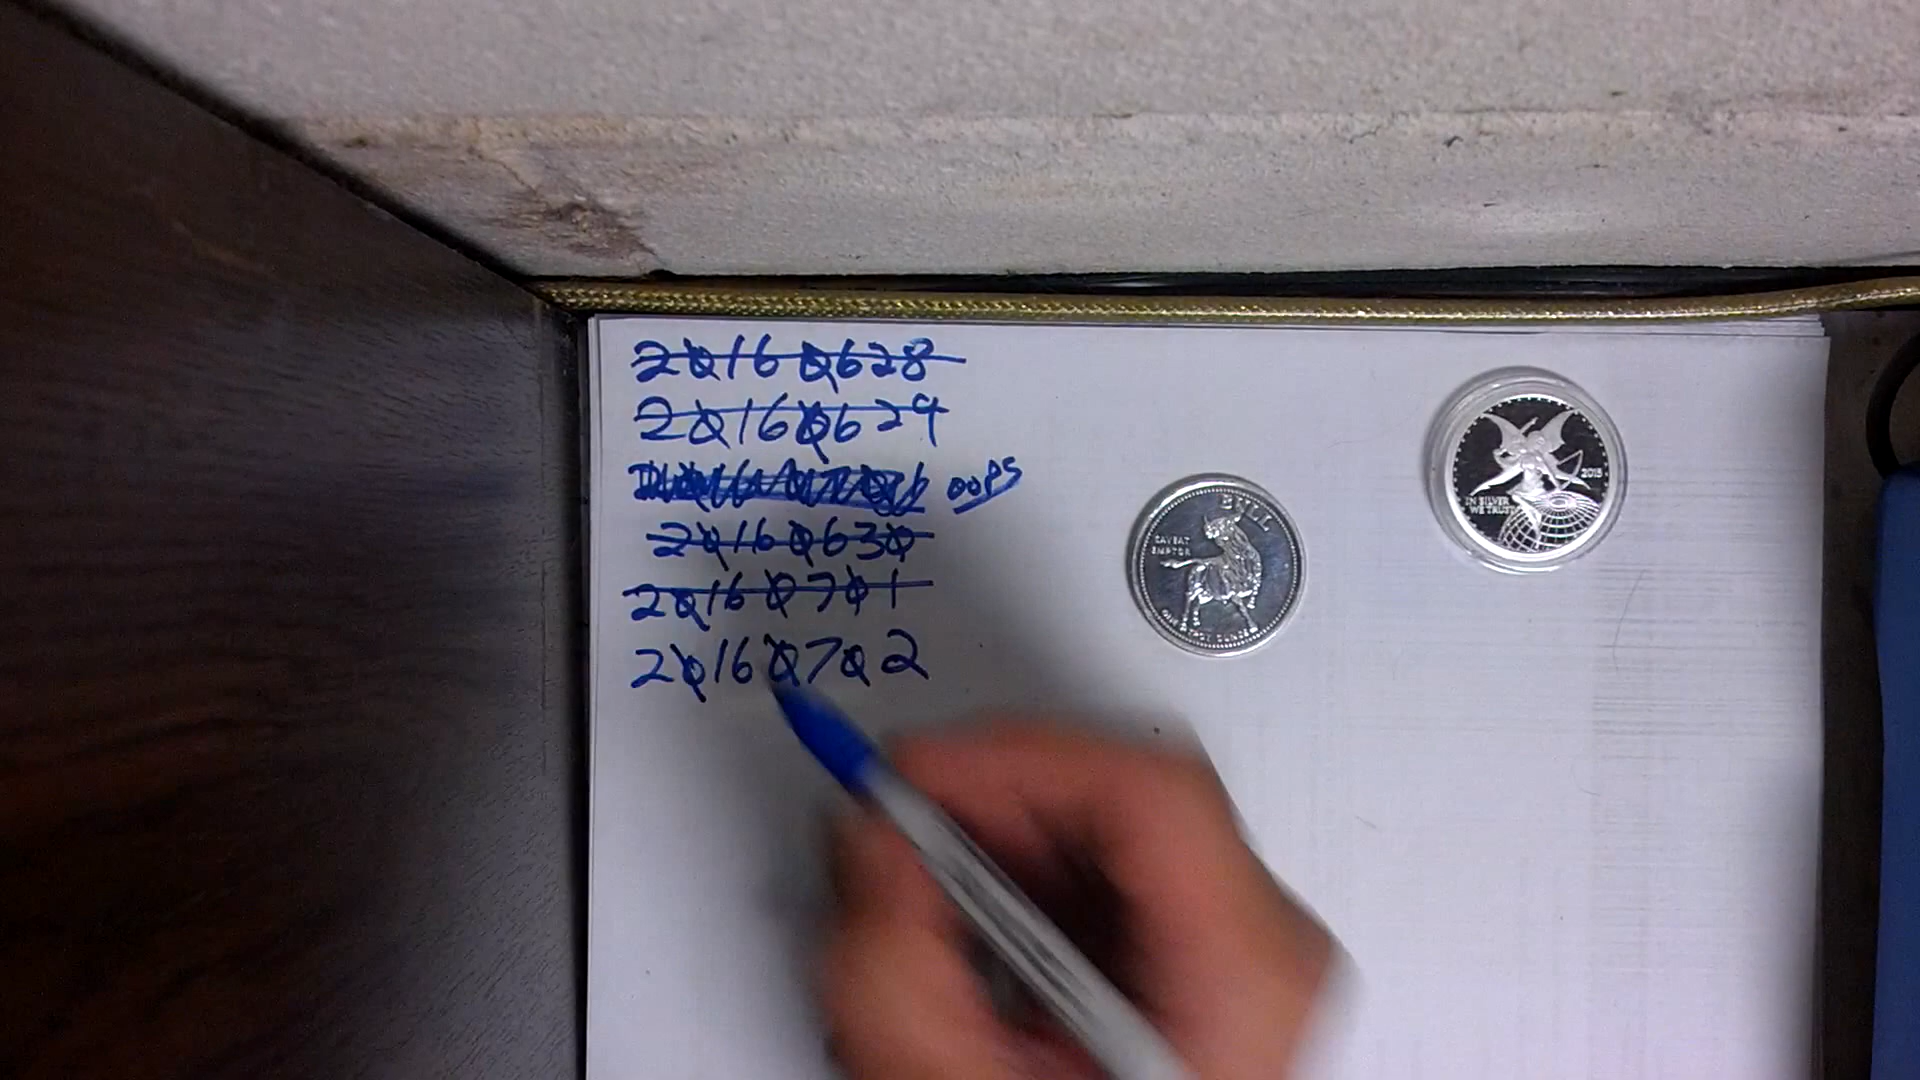 20160628
20160629
oops
20160630
20160701
20160702
BULL
CAVEAT
EMPTOR
ONE TROY OUNCE
2015
IN SILVER
WE TRUST